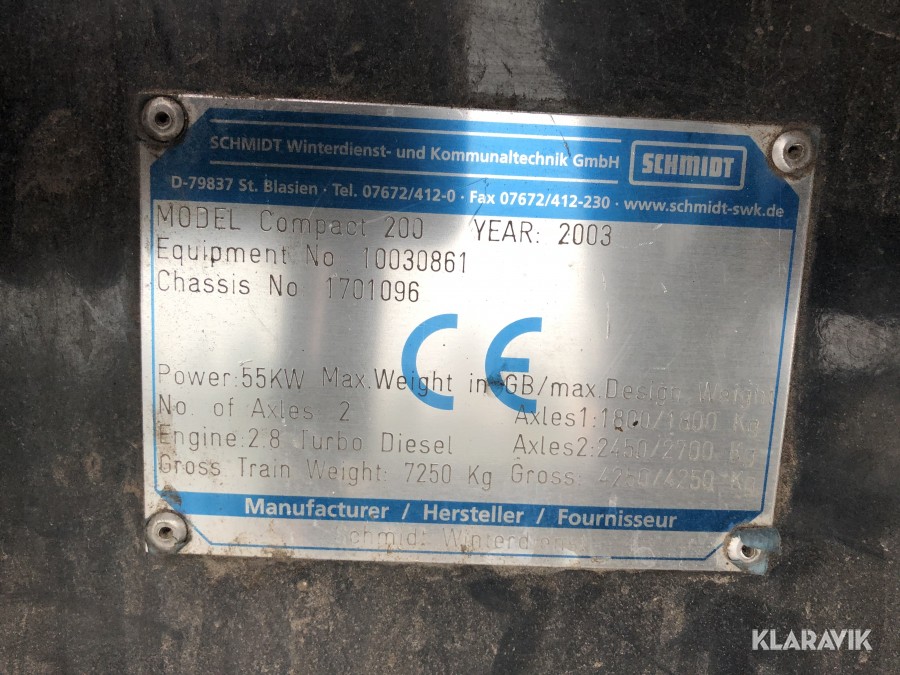 SCHMIDT Winterdienst- und Kommunaltechnik GmbH SCHMIDT
D-79837 St. Blasien · Tel. 07672/412-0 · Fax 07672/412-230 · www.schmidt-swk.de
MODEL Compact 200 YEAR: 2003
Equipment No 10030861
Chassis No 1701096
CE
Power:55KW Max.Weight in GB/max.Design Weight
No. of Axles 2 Axles1:1800/1800 Kg
Engine:2.8 Turbo Diesel Axles2:2450/2700 Kg
Gross Train Weight: 7250 Kg Gross: 4250/4250 Kg
Manufacturer / Hersteller / Fournisseur
Schmidt
KLARAVIK